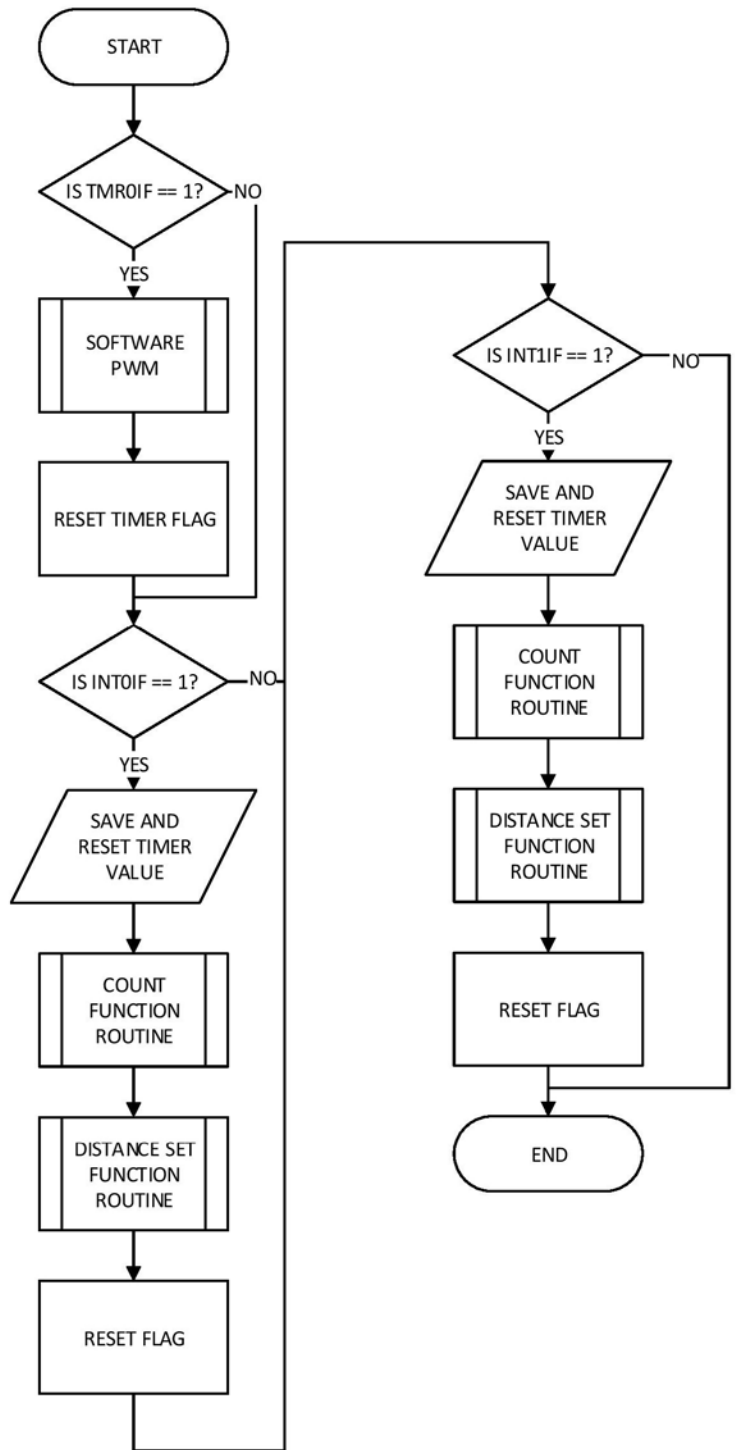 START
IS TMR0IF == 1?
NO
YES
SOFTWARE
PWM
RESET TIMER FLAG
IS INT0IF == 1?
NO
YES
SAVE AND
RESET TIMER
VALUE
COUNT
FUNCTION
ROUTINE
DISTANCE SET
FUNCTION
ROUTINE
RESET FLAG
IS INT1IF == 1?
NO
YES
SAVE AND
RESET TIMER
VALUE
COUNT
FUNCTION
ROUTINE
DISTANCE SET
FUNCTION
ROUTINE
RESET FLAG
END